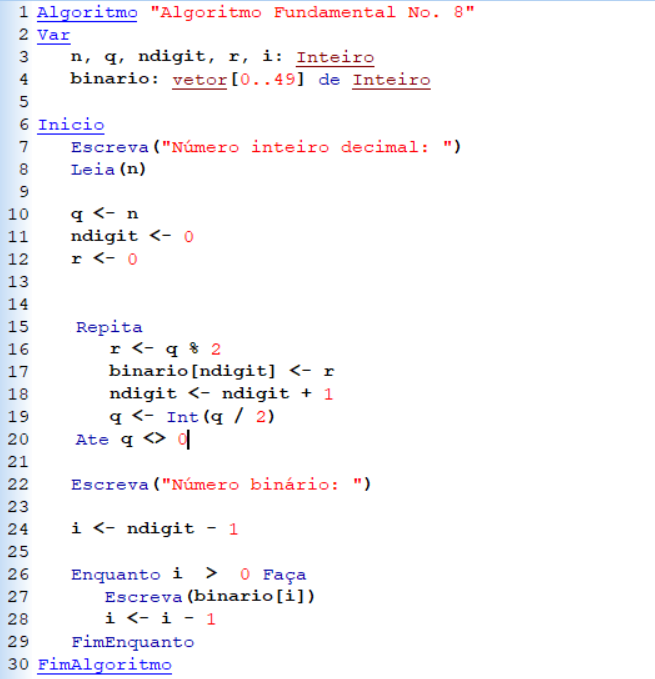 1 Algoritmo "Algoritmo Fundamental No. 8"
2 Var
3 n, q, ndigit, r, i: Inteiro
4 binario: vetor[0..49] de Inteiro
5
6 Inicio
7 Escreva("Número inteiro decimal: ")
8 Leia(n)
9
10 q <- n
11 ndigit <- 0
12 r <- 0
13
14
15 Repita
16 r <- q % 2
17 binario[ndigit] <- r
18 ndigit <- ndigit + 1
19 q <- Int(q / 2)
20 Ate q <> 0
21
22 Escreva("Número binário: ")
23
24 i <- ndigit - 1
25
26 Enquanto i > 0 Faça
27 Escreva(binario[i])
28 i <- i - 1
29 FimEnquanto
30 FimAlgoritmo